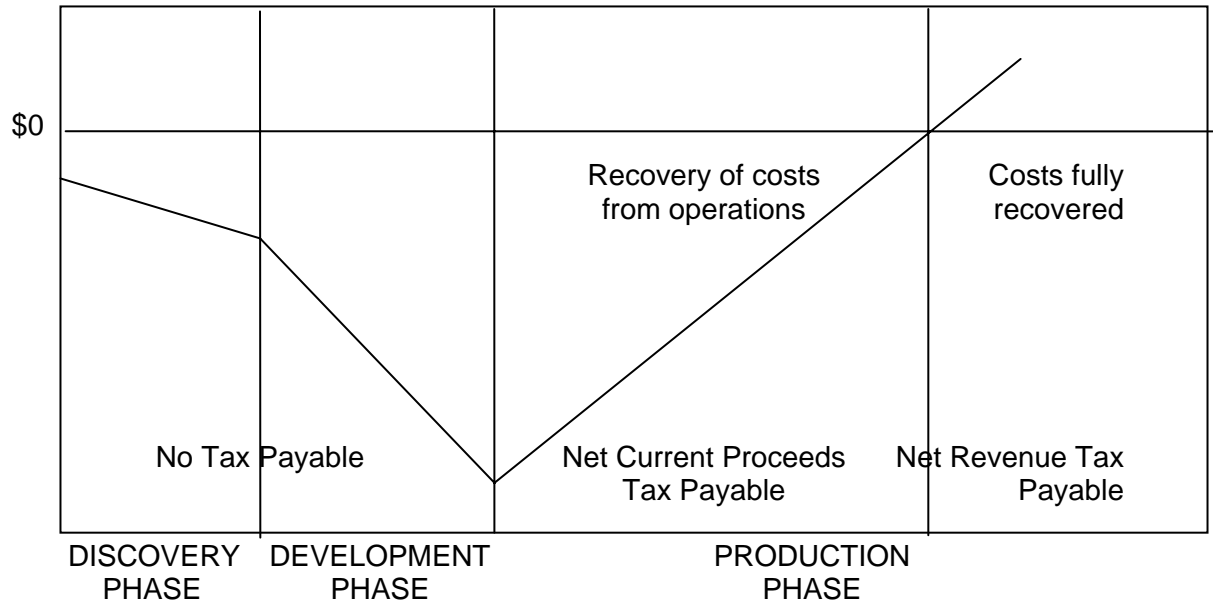 $0
Recovery of costs
from operations
Costs fully
recovered
No Tax Payable
Net Current Proceeds
Tax Payable
Net Revenue Tax
Payable
DISCOVERY
PHASE
DEVELOPMENT
PHASE
PRODUCTION
PHASE